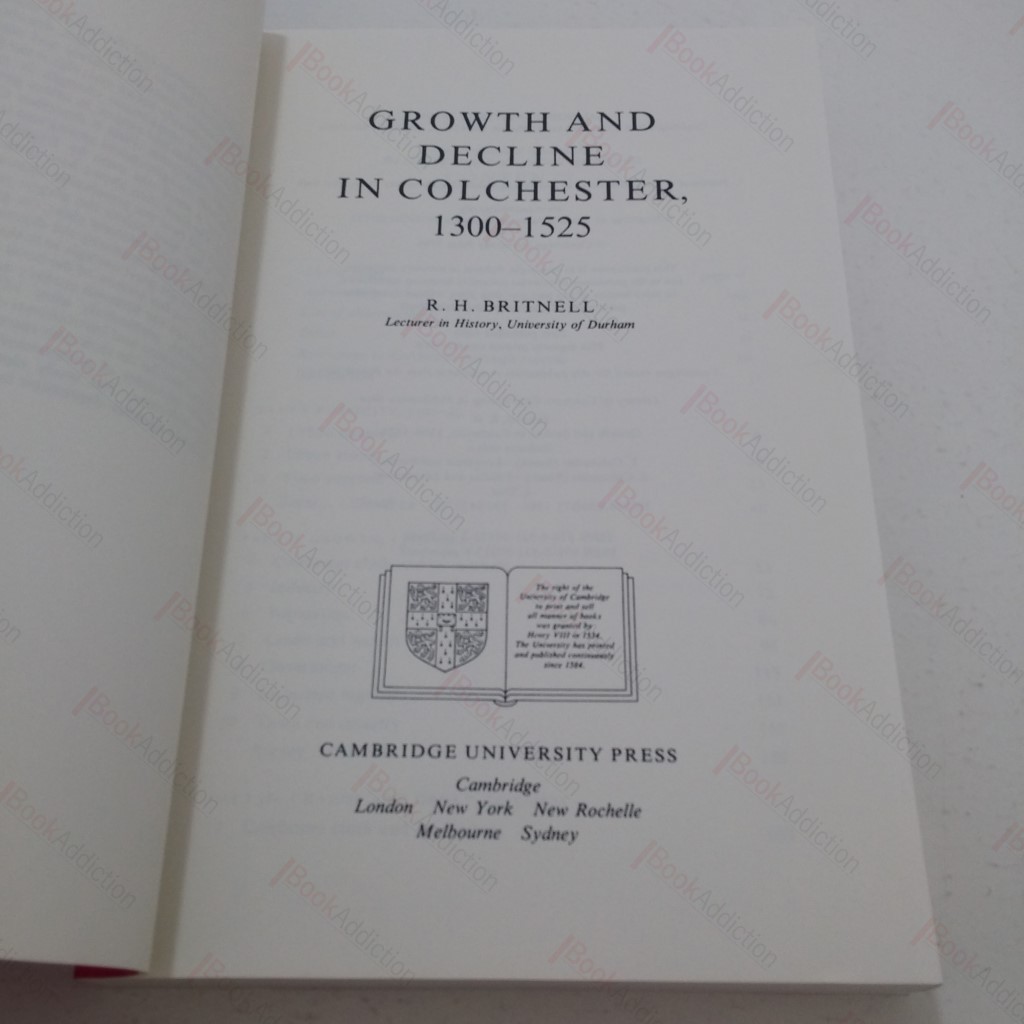 GROWTH AND
DECLINE
IN COLCHESTER,
1300–1525
R. H. BRITNELL
Lecturer in History, University of Durham
The right of the
University of Cambridge
to print and sell
all manner of books
was granted by
Henry VIII in 1534.
The University has printed
and published continuously
since 1584.
CAMBRIDGE UNIVERSITY PRESS
Cambridge
London New York New Rochelle
Melbourne Sydney
BookAddiction